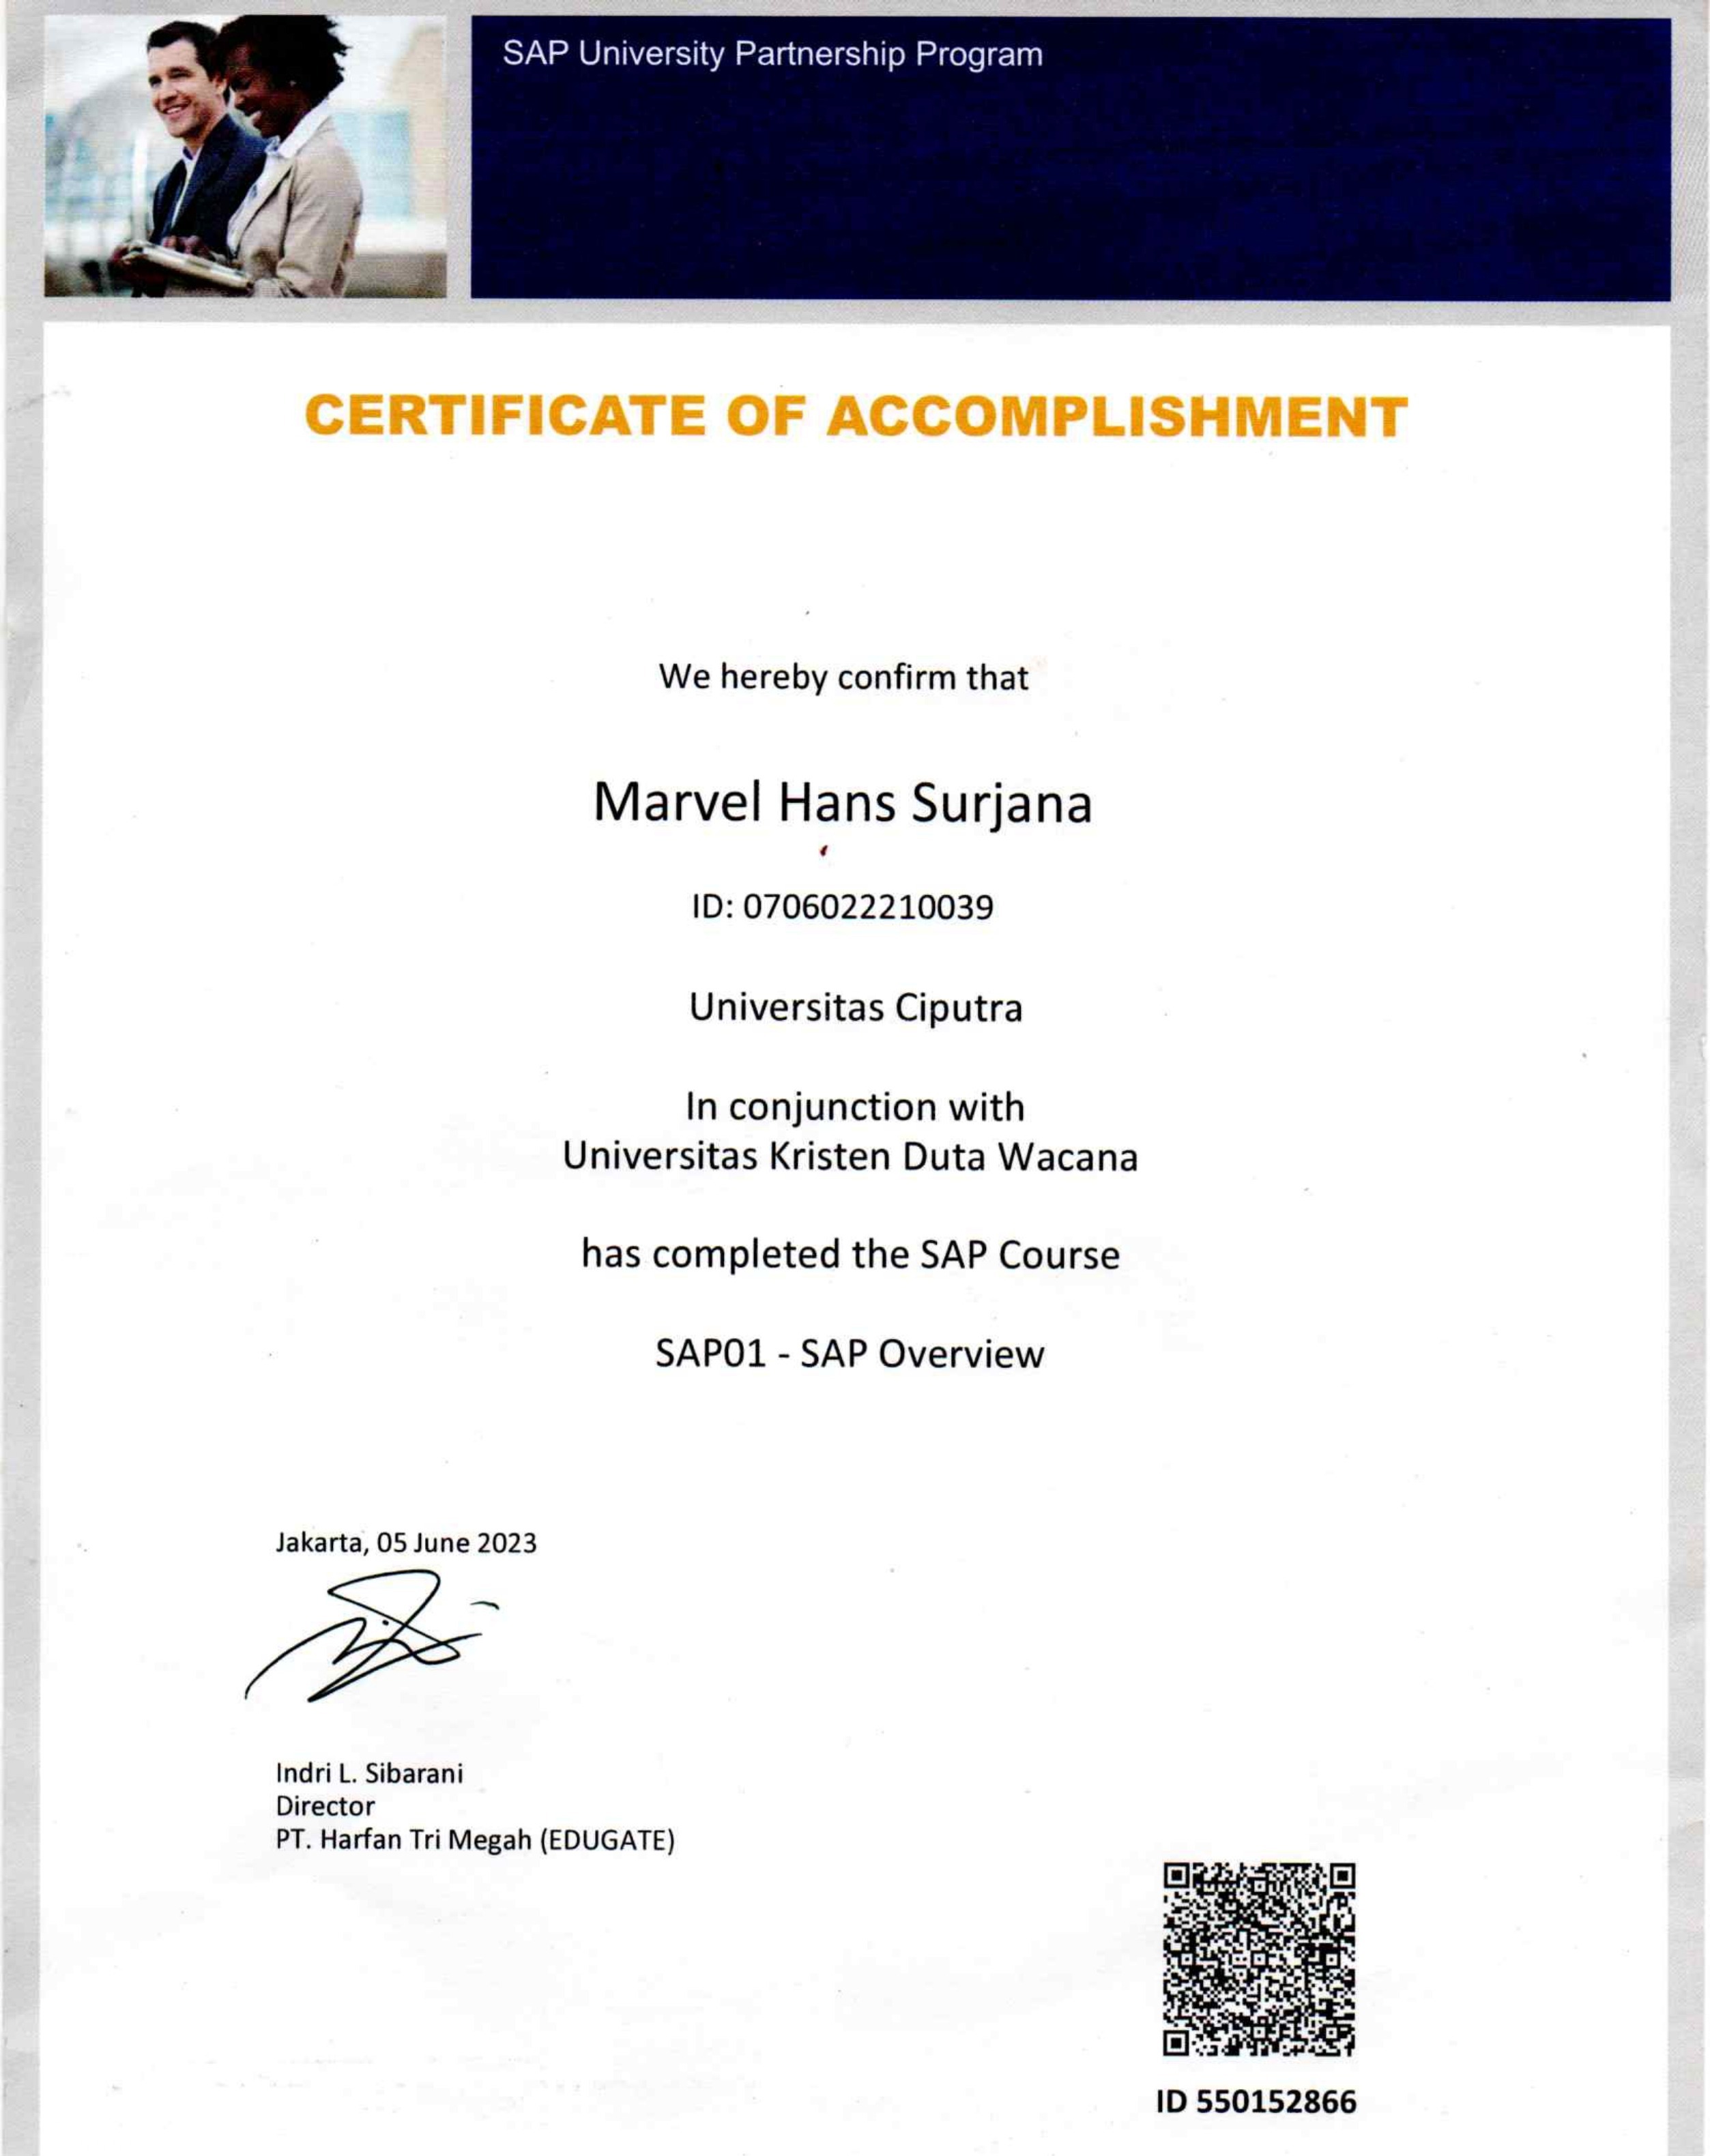 SAP University Partnership Program
CERTIFICATE OF ACCOMPLISHMENT
We hereby confirm that
Marvel Hans Surjana
ID: 0706022210039
Universitas Ciputra
In conjunction with
Universitas Kristen Duta Wacana
has completed the SAP Course
SAP01 - SAP Overview
Jakarta, 05 June 2023
Indri L. Sibarani
Director
PT. Harfan Tri Megah (EDUGATE)
ID 550152866